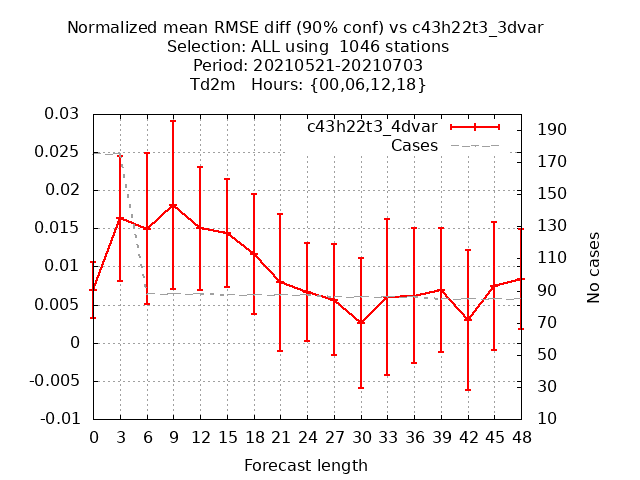 Normalized mean RMSE diff (90% conf) vs c43h22t3_3dvar
Selection: ALL using  1046 stations
Period: 20210521-20210703
Td2m   Hours: {00,06,12,18}
c43h22t3_4dvar
Cases
0.03
0.025
0.02
0.015
0.01
0.005
0
-0.005
-0.01
190
170
150
130
110
90
70
50
30
10
No cases
0 3 6 9 12 15 18 21 24 27 30 33 36 39 42 45 48
Forecast length